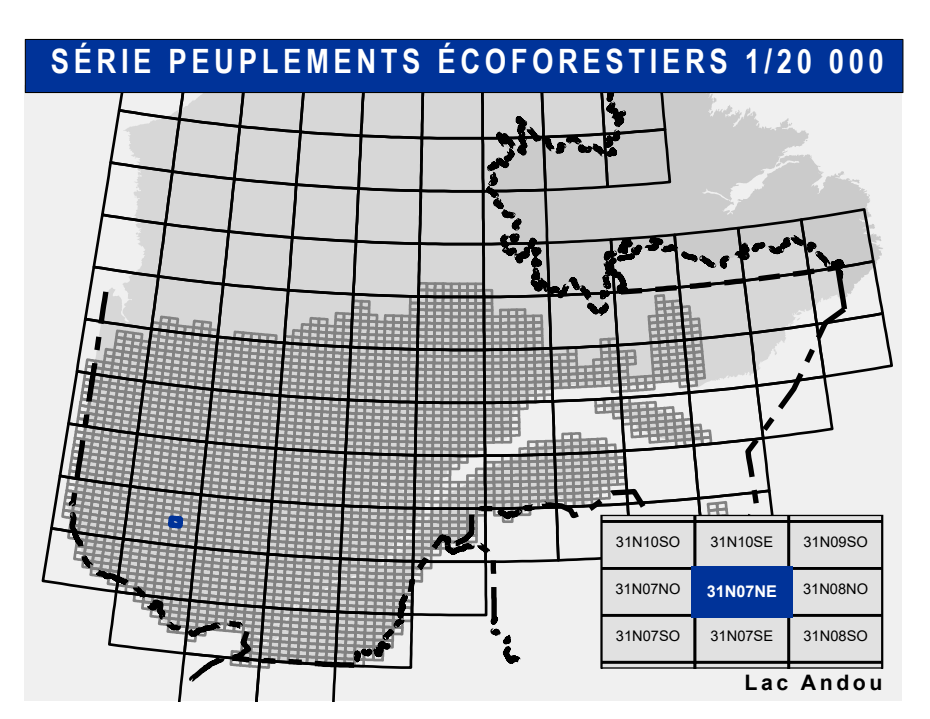 SÉRIE PEUPLEMENTS ÉCOFORESTIERS 1/20 000
31N10SO 31N10SE 31N09SO
31N07NO 31N07NE 31N08NO
31N07SO 31N07SE 31N08SO
Lac Andou